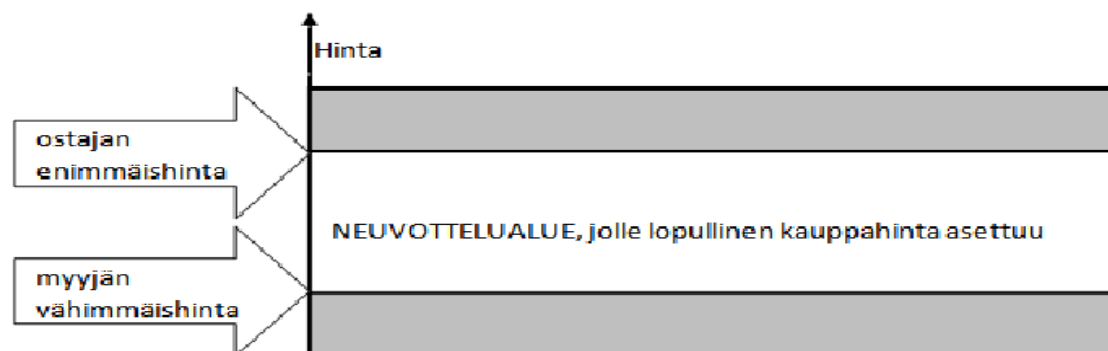 Hinta
ostajan
enimmäishinta
NEUVOTTELUALUE, jolle lopullinen kauppahinta asettuu
myyjän
vähimmäishinta